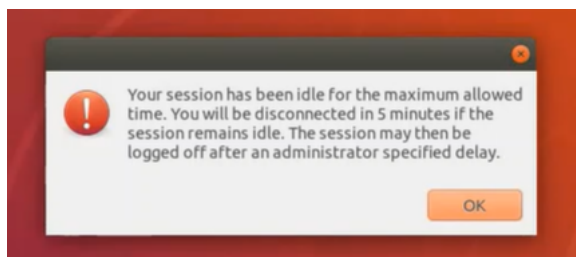 Your session has been idle for the maximum allowed
time. You will be disconnected in 5 minutes if the
session remains idle. The session may then be
logged off after an administrator specified delay.
OK